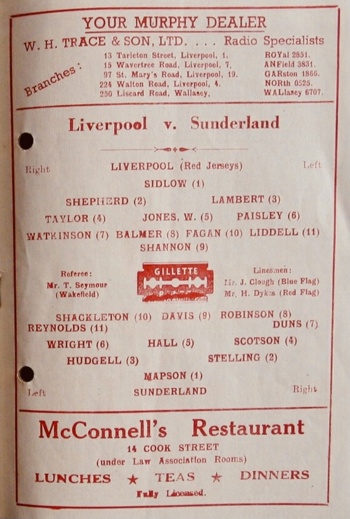 YOUR MURPHY DEALER
W. H. TRACE & SON, LTD. .... Radio Specialists
Branches:
13 Tarleton Street, Liverpool, 1. ROYal 2851.
15 Wavertree Road, Liverpool, 7, ANField 3831.
97 St. Mary's Road, Liverpool, 19. GARston 1866.
224 Walton Road, Liverpool, 4. NORth 0525.
230 Liscard Road, Wallasey, WALlasey 6707.
Liverpool v. Sunderland
Right LIVERPOOL (Red Jerseys) Left
SIDLOW (1)
SHEPHERD (2) LAMBERT (3)
TAYLOR (4) JONES, W. (5) PAISLEY (6)
WATKINSON (7) BALMER (8) FAGAN (10) LIDDELL (11)
SHANNON (9)
Referee:
Mr. T. Seymour
(Wakefield)
GILLETTE
Linesmen:
Mr. J. Clough (Blue Flag)
Mr. H. Dykes (Red Flag)
SHACKLETON (10) DAVIS (9) ROBINSON (8)
REYNOLDS (11) DUNS (7)
WRIGHT (6) HALL (5) SCOTSON (4)
HUDGELL (3) STELLING (2)
MAPSON (1)
Left SUNDERLAND Right
McConnell's Restaurant
14 COOK STREET
(under Law Association Rooms)
LUNCHES ★ TEAS ★ DINNERS
Fully Licensed.